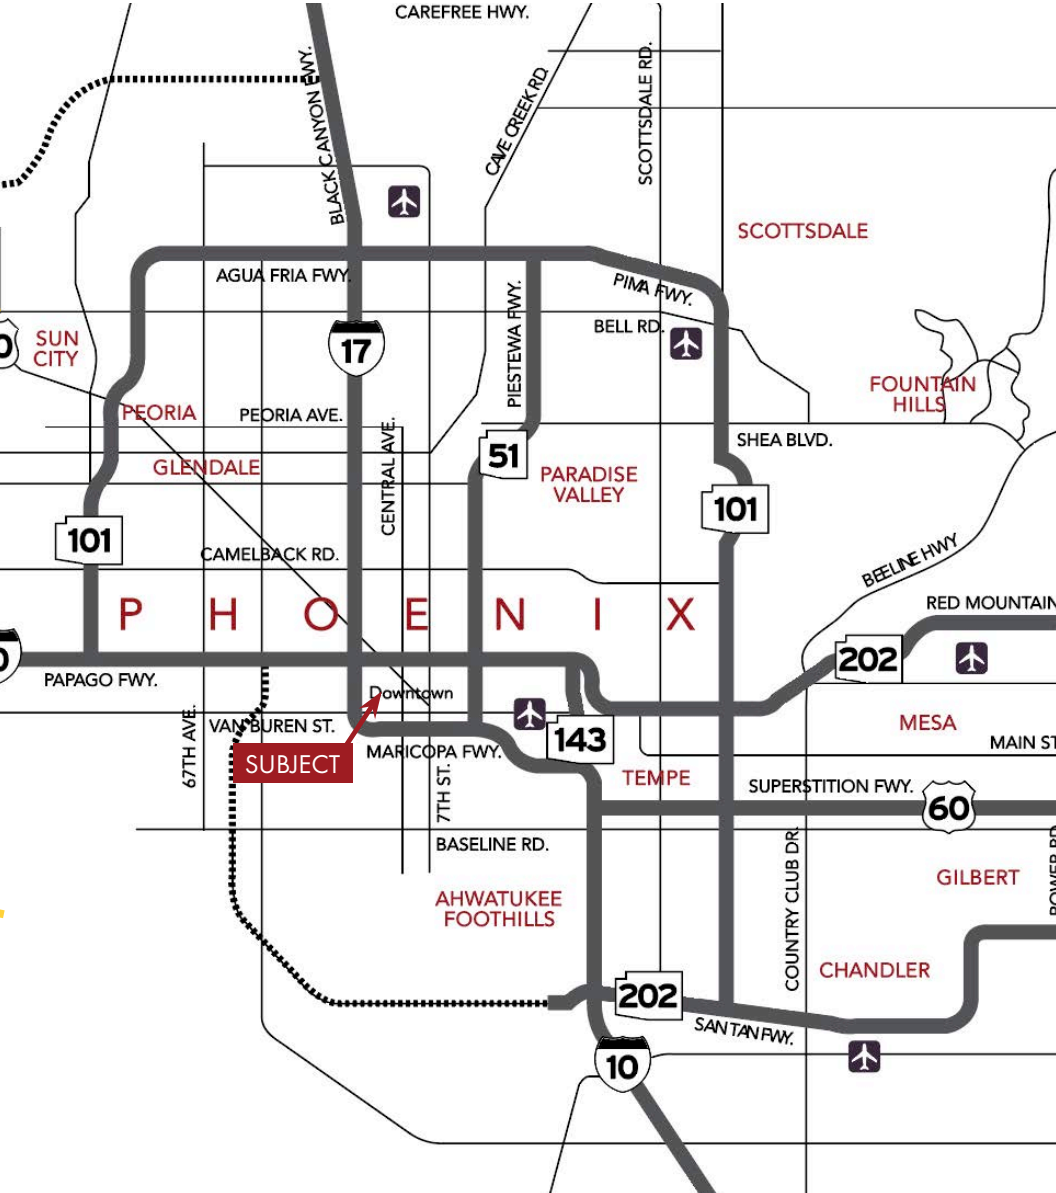 CAREFREE HWY.
BLACK CANYON FWY.
CAVE CREEK RD.
SCOTTSDALE RD.
SCOTTSDALE
AGUA FRIA FWY.
PIMA FWY.
PIESTEWA FWY.
BELL RD.
0
SUN
CITY
17
FOUNTAIN
HILLS
PEORIA
PEORIA AVE.
CENTRAL AVE.
SHEA BLVD.
51
GLENDALE
PARADISE
VALLEY
101
101
CAMELBACK RD.
BEELINE HWY
PHOENIX
RED MOUNTAIN
0
202
PAPAGO FWY.
Downtown
67TH AVE.
VAN BUREN ST.
143
MESA
MAIN ST
SUBJECT
MARICOPA FWY.
7TH ST.
TEMPE
SUPERSTITION FWY.
60
BASELINE RD.
COUNTRY CLUB DR.
POWER RD
GILBERT
AHWATUKEE
FOOTHILLS
CHANDLER
202
SAN TAN FWY.
10